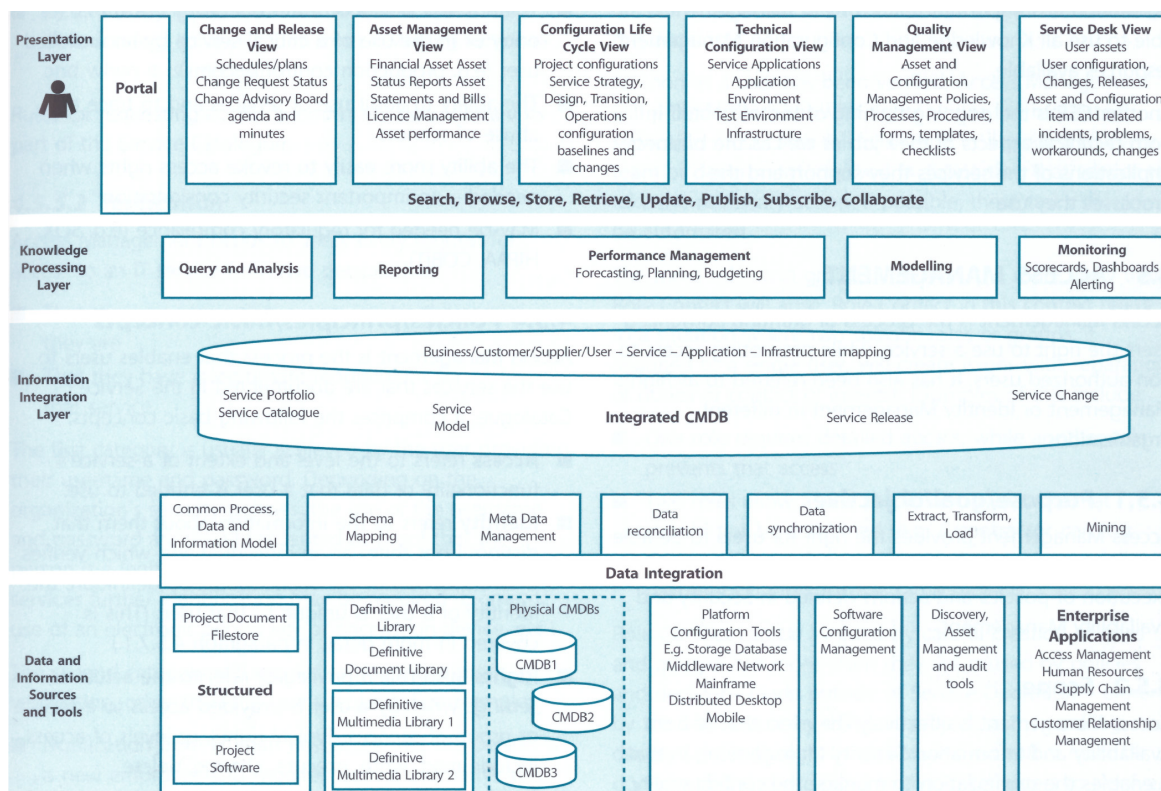 Presentation
Layer
Portal
Change and Release
View
Schedules/plans
Change Request Status
Change Advisory Board
agenda and
minutes
Asset Management
View
Financial Asset Asset
Status Reports Asset
Statements and Bills
Licence Management
Asset performance
Configuration Life
Cycle View
Project configurations
Service Strategy,
Design, Transition,
Operations
configuration
baselines and
changes
Technical
Configuration View
Service Applications
Application
Environment
Test Environment
Infrastructure
Quality
Management View
Asset and
Configuration
Management Policies,
Processes, Procedures,
forms, templates,
checklists
Service Desk View
User assets
User configuration,
Changes, Releases,
Asset and Configuration
item and related
incidents, problems,
workarounds, changes
Search, Browse, Store, Retrieve, Update, Publish, Subscribe, Collaborate
Knowledge
Processing
Layer
Query and Analysis
Reporting
Performance Management
Forecasting, Planning, Budgeting
Modelling
Monitoring
Scorecards, Dashboards
Alerting
Information
Integration
Layer
Business/Customer/Supplier/User – Service – Application – Infrastructure mapping
Service Portfolio
Service Catalogue
Service
Model
Integrated CMDB
Service Release
Service Change
Common Process,
Data and
Information Model
Schema
Mapping
Meta Data
Management
Data
reconciliation
Data
synchronization
Extract, Transform,
Load
Mining
Data Integration
Data and
Information
Sources
and Tools
Project Document
Filestore
Structured
Project
Software
Definitive Media
Library
Definitive
Document Library
Definitive
Multimedia Library 1
Definitive
Multimedia Library 2
Physical CMDBs
CMDB1
CMDB2
CMDB3
Platform
Configuration Tools
E.g. Storage Database
Middleware Network
Mainframe
Distributed Desktop
Mobile
Software
Configuration
Management
Discovery,
Asset
Management
and audit
tools
Enterprise
Applications
Access Management
Human Resources
Supply Chain
Management
Customer Relationship
Management